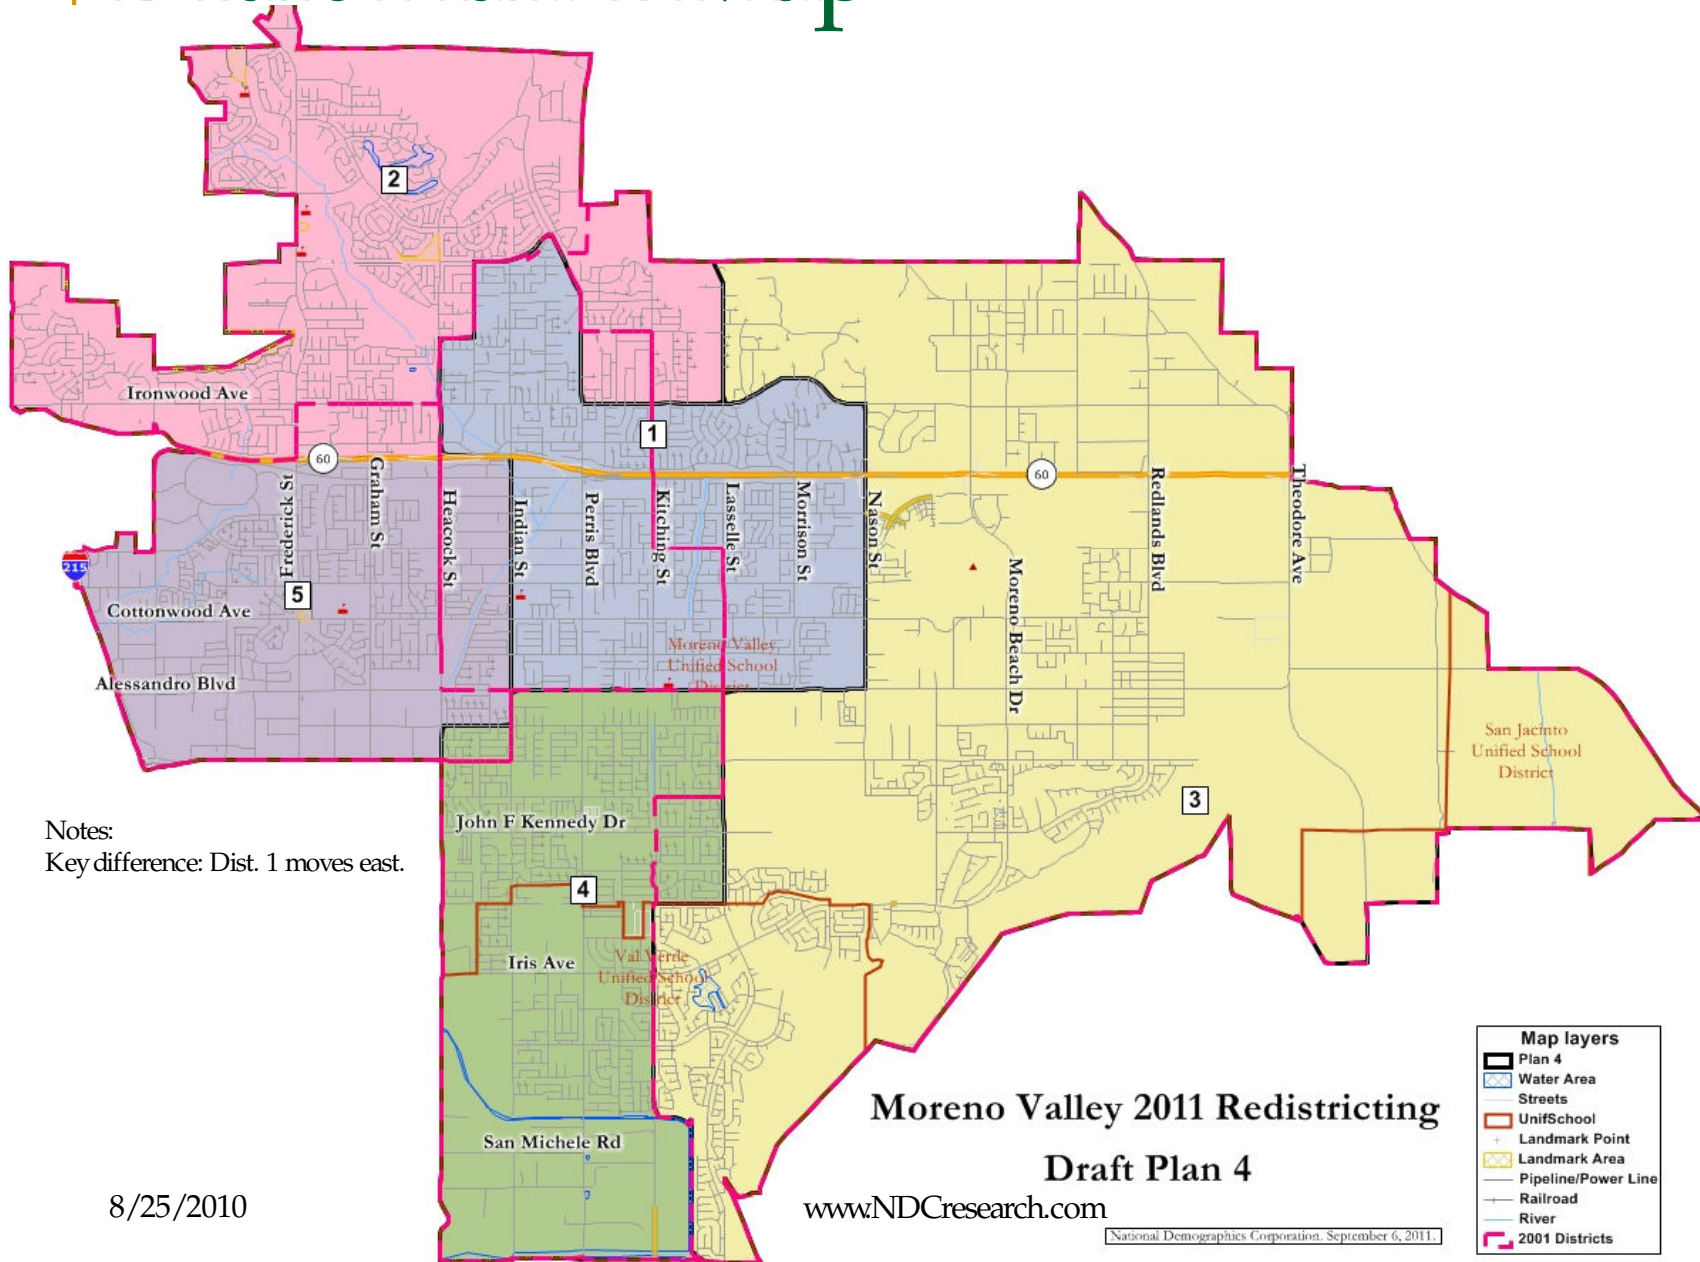 2
Ironwood Ave
1
60
60
Frederick St
Graham St
Heacock St
Indian St
Perris Blvd
Kitching St
Lasselle St
Morrison St
Nason St
Moreno Beach Dr
Redlands Blvd
Theodore Ave
215
5
Cottonwood Ave
Moreno Valley
Unified School
District
Alessandro Blvd
San Jacinto
Unified School
District
3
Notes:
Key difference: Dist. 1 moves east.
John F Kennedy Dr
4
Iris Ave
Val Verde
Unified School
District
San Michele Rd
Moreno Valley 2011 Redistricting
Draft Plan 4
8/25/2010
www.NDCresearch.com
National Demographics Corporation. September 6, 2011.
Map layers
Plan 4
Water Area
Streets
UnifSchool
Landmark Point
Landmark Area
Pipeline/Power Line
Railroad
River
2001 Districts